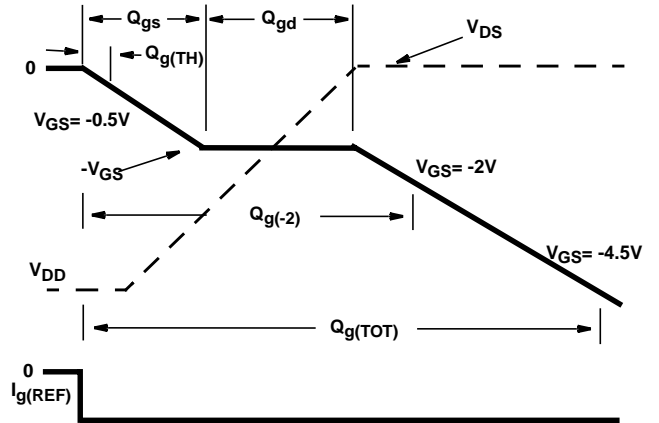 Qgs Qgd
VDS
0 Qg(TH)
VGS= -0.5V
-VGS VGS= -2V
Qg(-2)
VGS= -4.5V
VDD
Qg(TOT)
0
Ig(REF)